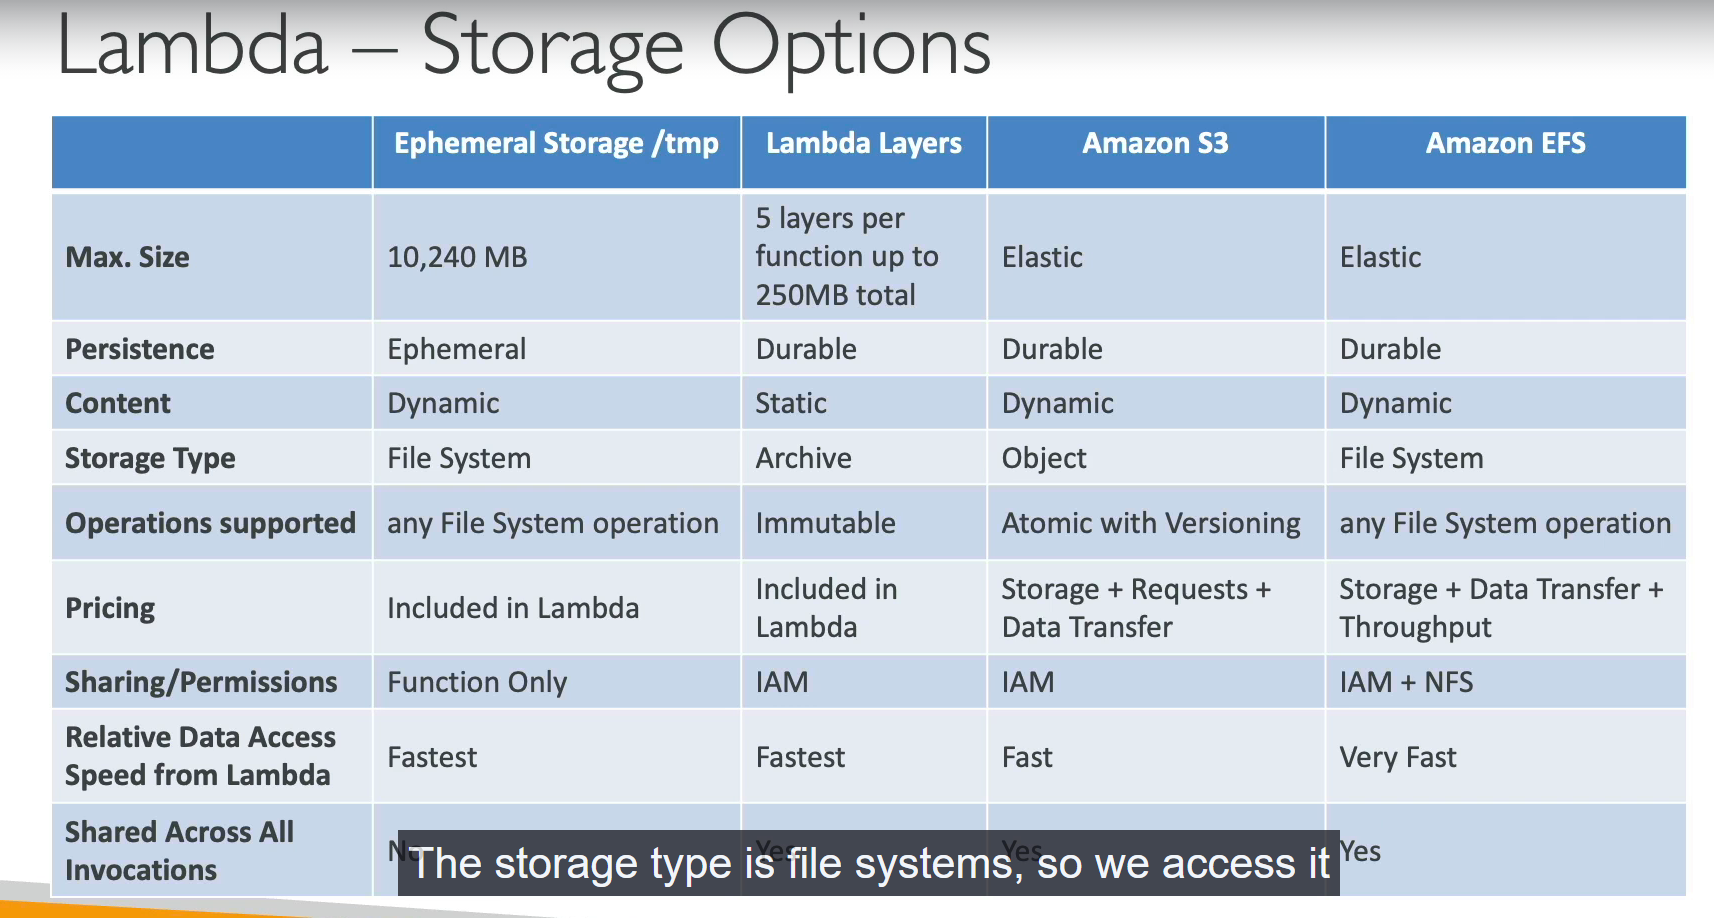 Lambda – Storage Options
Ephemeral Storage /tmp
Lambda Layers
Amazon S3
Amazon EFS
Max. Size
10,240 MB
5 layers per
function up to
250MB total
Elastic
Elastic
Persistence
Ephemeral
Durable
Durable
Durable
Content
Dynamic
Static
Dynamic
Dynamic
Storage Type
File System
Archive
Object
File System
Operations supported
any File System operation
Immutable
Atomic with Versioning
any File System operation
Pricing
Included in Lambda
Included in
Lambda
Storage + Requests +
Data Transfer
Storage + Data Transfer +
Throughput
Sharing/Permissions
Function Only
IAM
IAM
IAM + NFS
Relative Data Access
Speed from Lambda
Fastest
Fastest
Fast
Very Fast
Shared Across All
Invocations
No
Yes
Yes
Yes
The storage type is file systems, so we access it